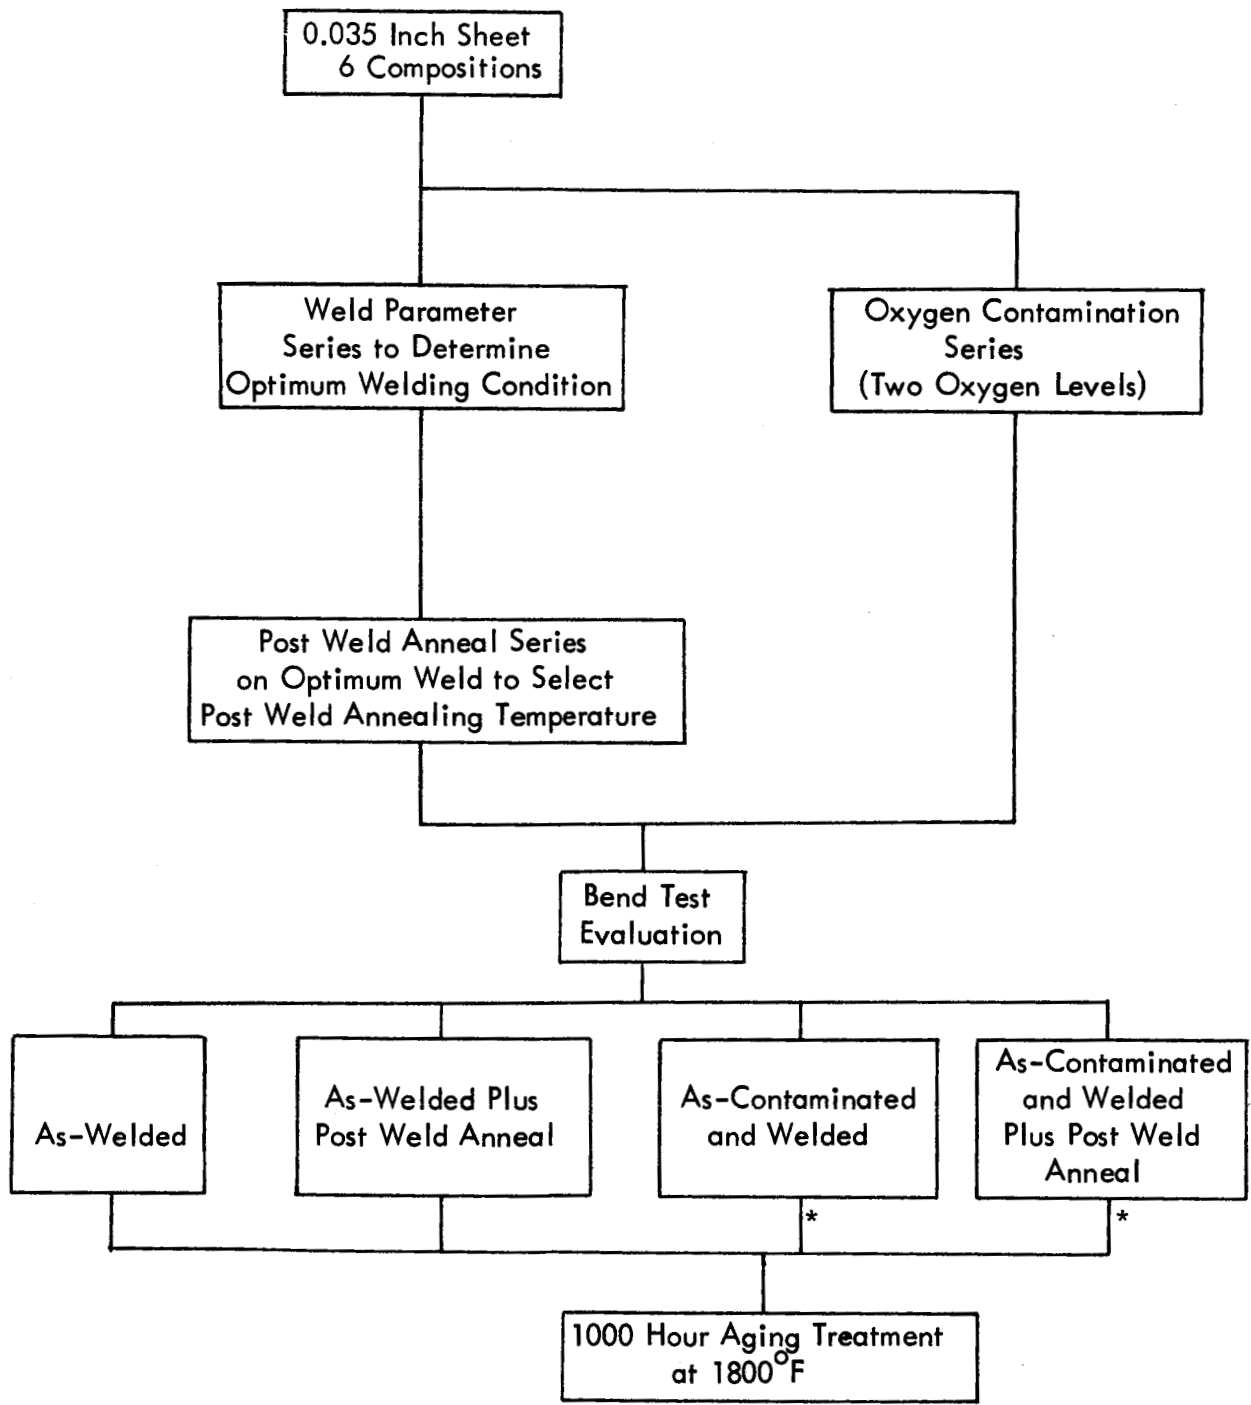 0.035 Inch Sheet
6 Compositions
Weld Parameter
Series to Determine
Optimum Welding Condition
Oxygen Contamination
Series
(Two Oxygen Levels)
Post Weld Anneal Series
on Optimum Weld to Select
Post Weld Annealing Temperature
Bend Test
Evaluation
As-Welded
As-Welded Plus
Post Weld Anneal
As-Contaminated
and Welded
*
As-Contaminated
and Welded
Plus Post Weld
Anneal
*
1000 Hour Aging Treatment
at 1800°F